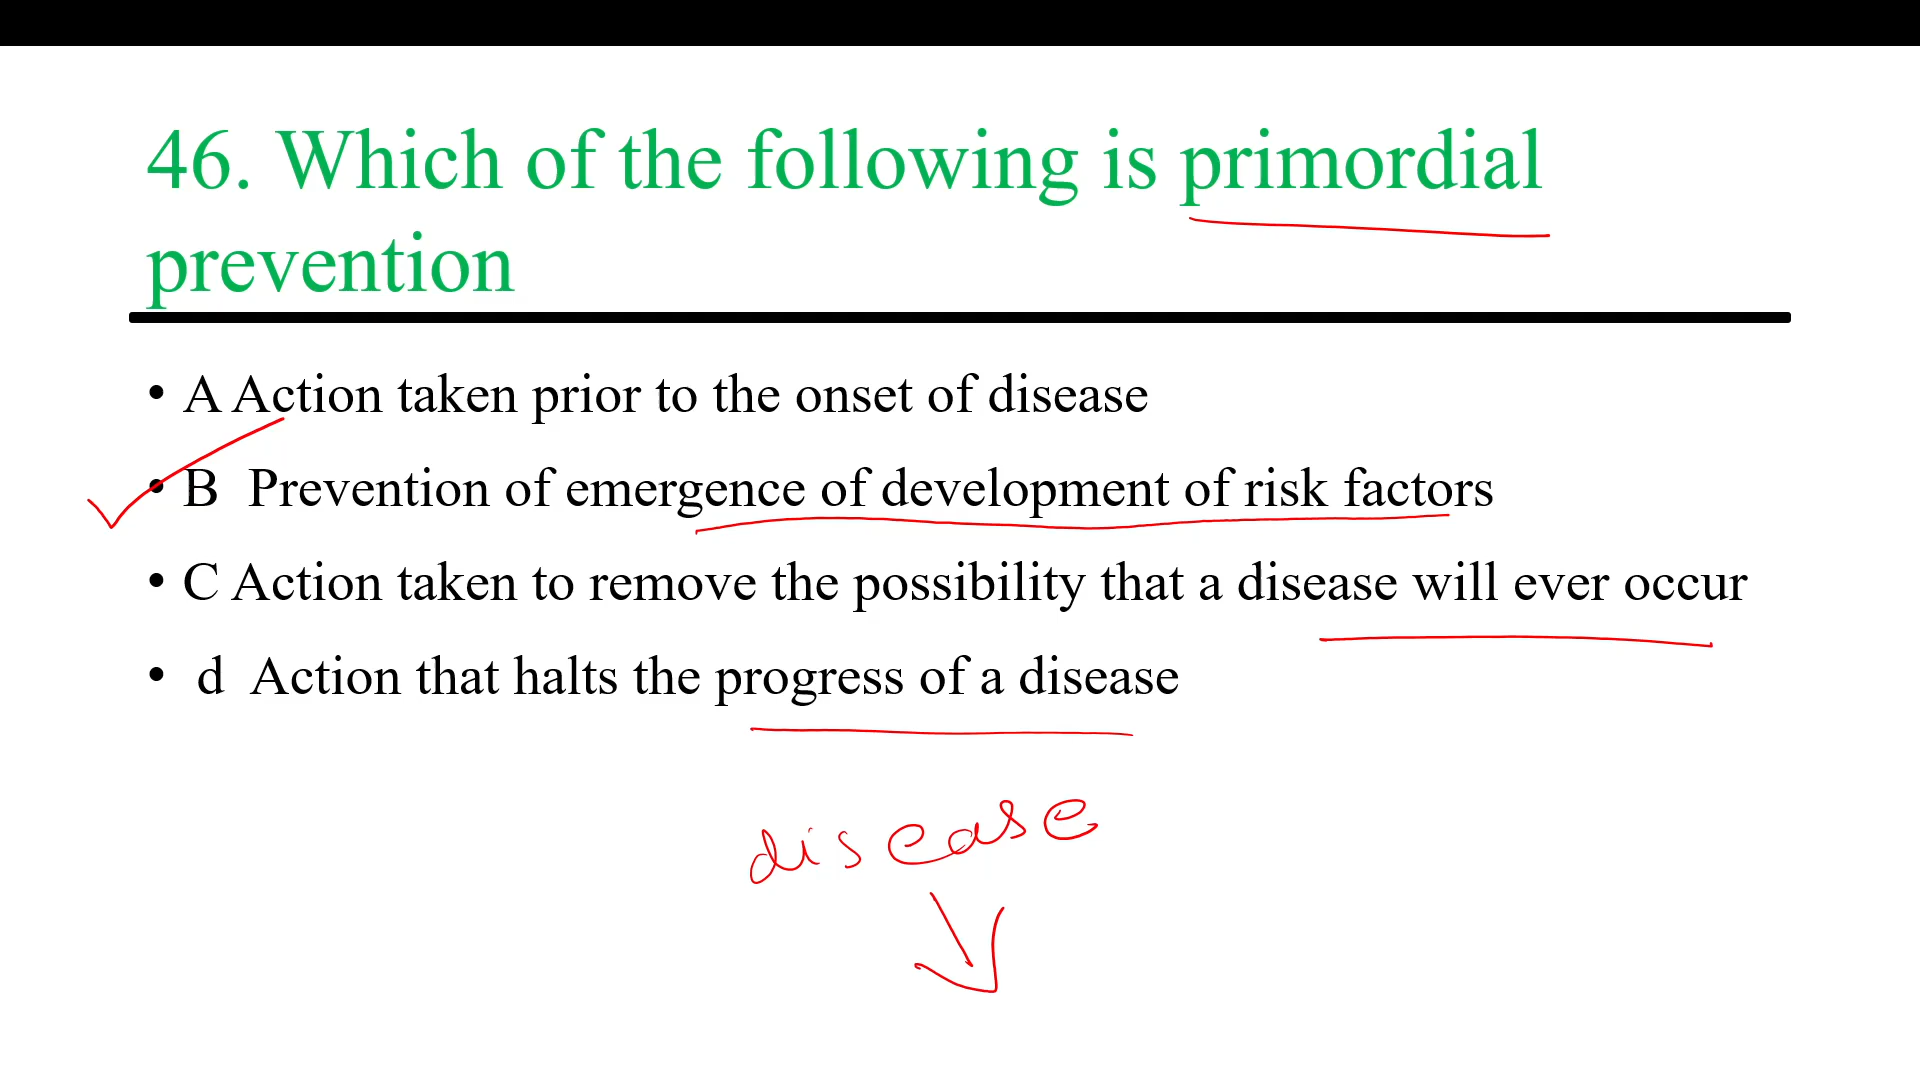 46. Which of the following is primordial
prevention
• A Action taken prior to the onset of disease
• B Prevention of emergence of development of risk factors
• C Action taken to remove the possibility that a disease will ever occur
• d Action that halts the progress of a disease
disease